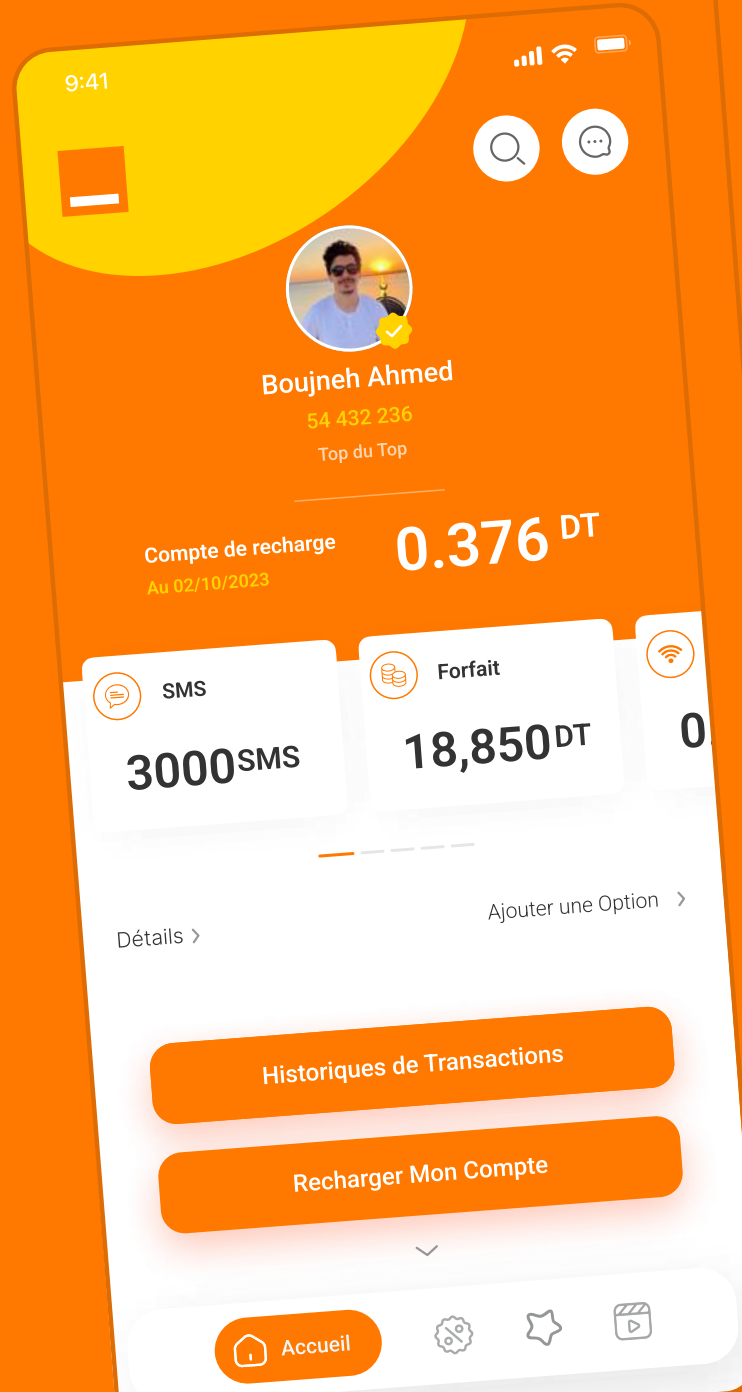 9:41
Boujneh Ahmed
54 432 236
Top du Top
Compte de recharge
Au 02/10/2023
0.376 DT
SMS
3000SMS
Forfait
18,850DT
0.
Détails
Ajouter une Option
Historiques de Transactions
Recharger Mon Compte
Accueil